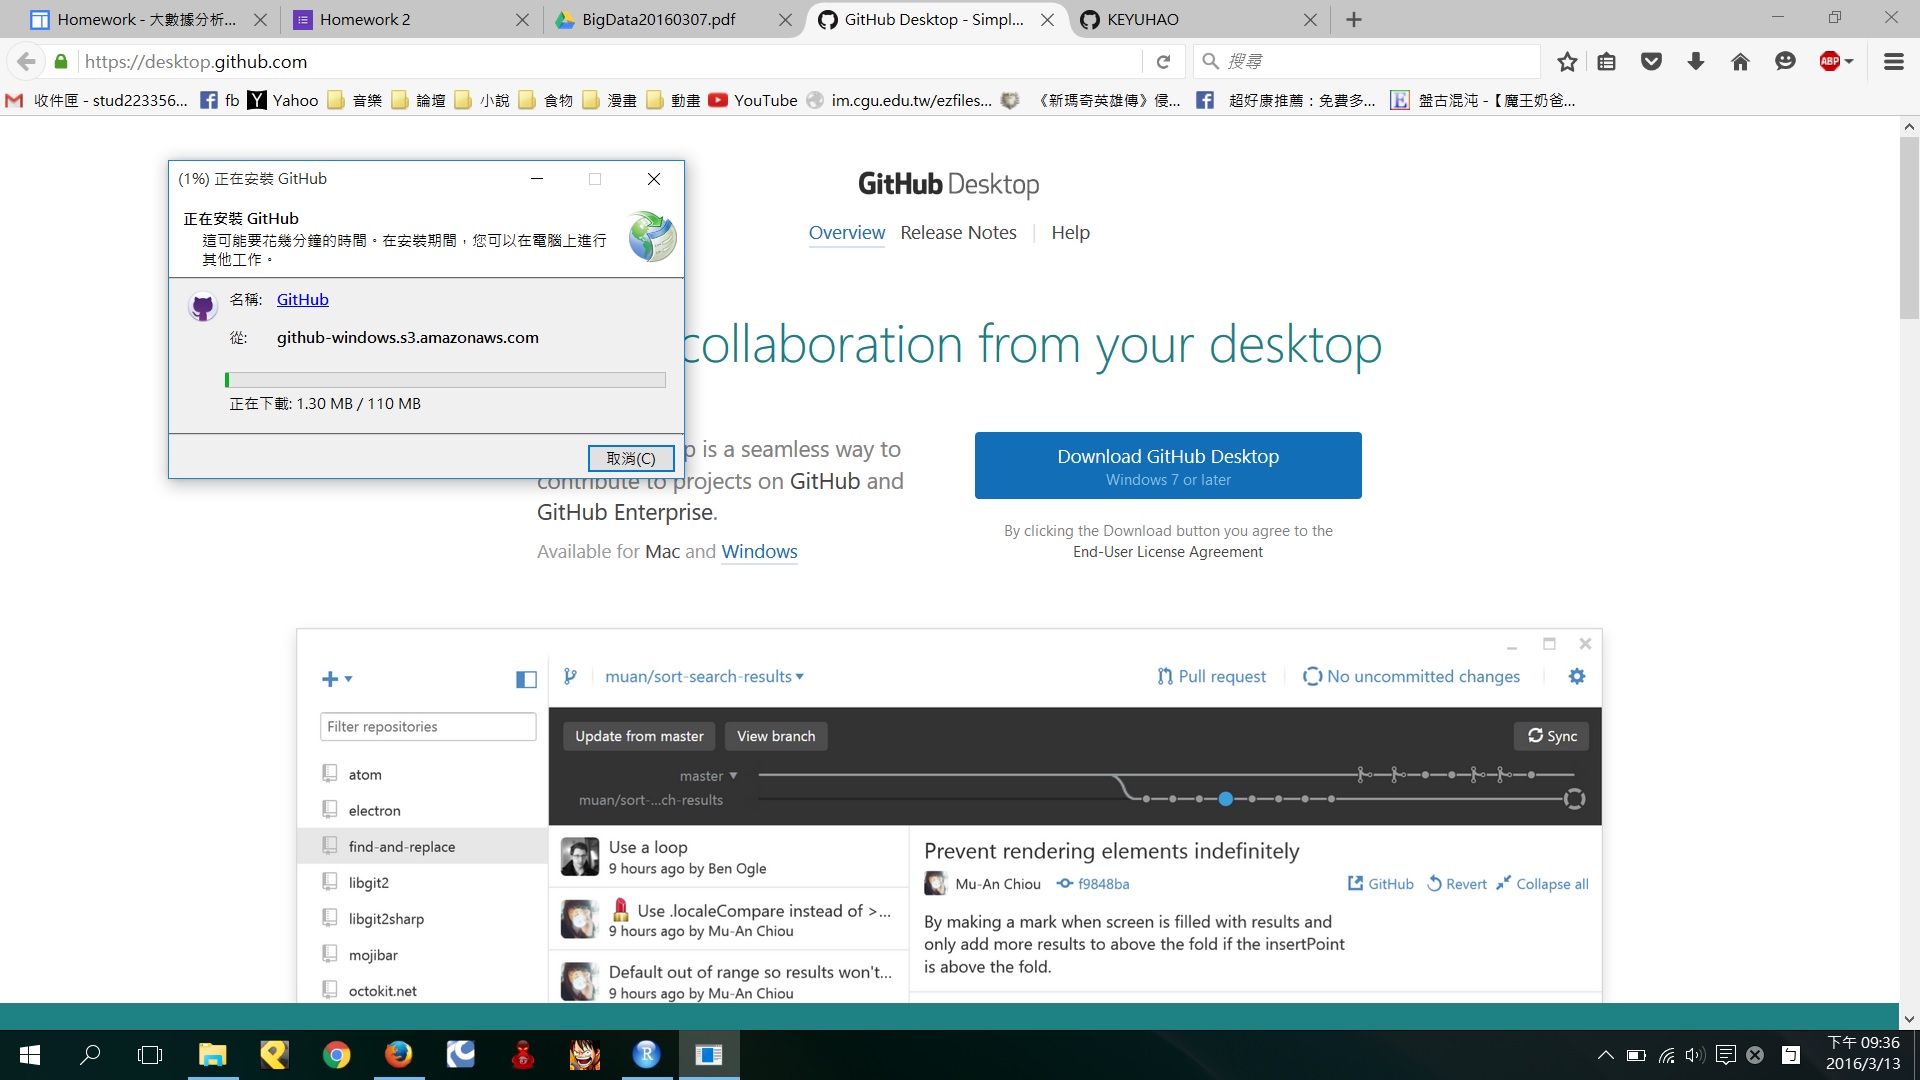 Homework - 大數據分析...
Homework 2
BigData20160307.pdf
GitHub Desktop - Simpl...
KEYUHAO
https://desktop.github.com
搜尋
ABP
收件匣 - stud223356...
fb
Yahoo
音樂
論壇
小說
食物
漫畫
動畫
YouTube
im.cgu.edu.tw/ezfiles...
《新瑪奇英雄傳》侵...
超好康推薦：免費多...
盤古混沌 -【魔王奶爸...
(1%) 正在安裝 GitHub
正在安裝 GitHub
這可能要花幾分鐘的時間。在安裝期間，您可以在電腦上進行
其他工作。
名稱: GitHub
從: github-windows.s3.amazonaws.com
正在下載: 1.30 MB / 110 MB
取消(C)
GitHub Desktop
Overview
Release Notes
Help
collaboration from your desktop
p is a seamless way to
contribute to projects on GitHub and
GitHub Enterprise.
Available for Mac and Windows
Download GitHub Desktop
Windows 7 or later
By clicking the Download button you agree to the
End-User License Agreement
muan/sort-search-results
Pull request
No uncommitted changes
Filter repositories
Update from master
View branch
Sync
master
muan/sort-...ch-results
atom
electron
find-and-replace
libgit2
libgit2sharp
mojibar
octokit.net
Use a loop
9 hours ago by Ben Ogle
Use .localeCompare instead of >...
9 hours ago by Mu-An Chiou
Default out of range so results won't...
9 hours ago by Mu-An Chiou
Prevent rendering elements indefinitely
Mu-An Chiou
f9848ba
GitHub
Revert
Collapse all
By making a mark when screen is filled with results and
only add more results to above the fold if the insertPoint
is above the fold.
下午 09:36
2016/3/13